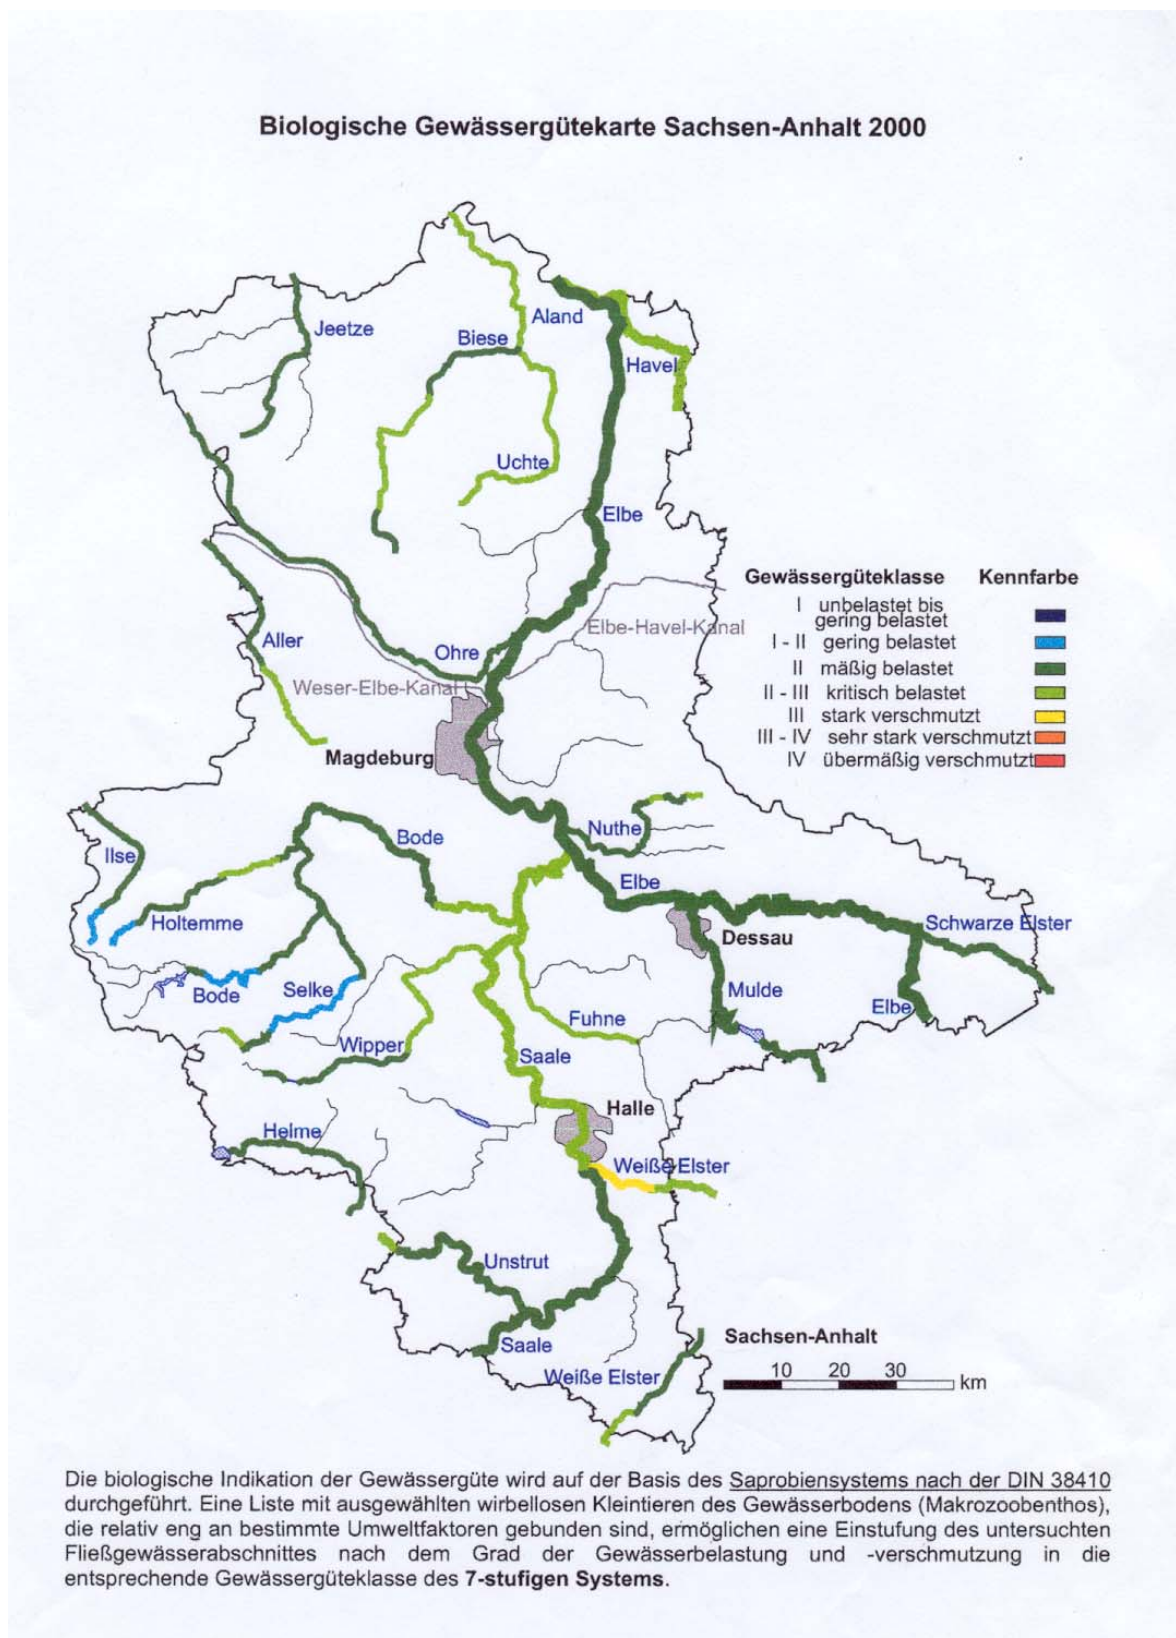 Biologische Gewässergütekarte Sachsen-Anhalt 2000
Jeetze
Aland
Biese
Havel
Uchte
Elbe
Gewässergüteklasse Kennfarbe
I unbelastet bis
gering belastet
I - II gering belastet
II mäßig belastet
II - III kritisch belastet
III stark verschmutzt
III - IV sehr stark verschmutzt
IV übermäßig verschmutzt
Elbe-Havel-Kanal
Aller
Ohre
Weser-Elbe-Kanal
Magdeburg
Nuthe
Bode
Ilse
Elbe
Holtemme
Schwarze Elster
Dessau
Bode
Selke
Mulde
Elbe
Fuhne
Wipper
Saale
Halle
Helme
Weiße Elster
Unstrut
Saale
Sachsen-Anhalt
Weiße Elster
10 20 30
km
Die biologische Indikation der Gewässergüte wird auf der Basis des Saprobiensystems nach der DIN 38410
durchgeführt. Eine Liste mit ausgewählten wirbellosen Kleintieren des Gewässerbodens (Makrozoobenthos),
die relativ eng an bestimmte Umweltfaktoren gebunden sind, ermöglichen eine Einstufung des untersuchten
Fließgewässerabschnittes nach dem Grad der Gewässerbelastung und -verschmutzung in die
entsprechende Gewässergüteklasse des 7-stufigen Systems.